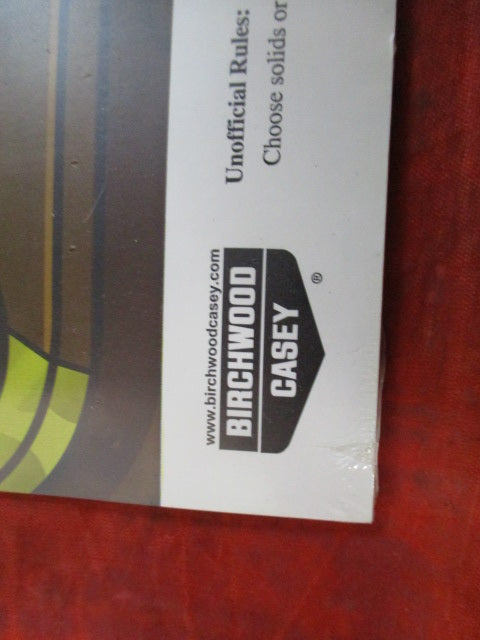 www.birchwoodcasey.com
BIRCHWOOD
CASEY
®
Unofficial Rules:
Choose solids or